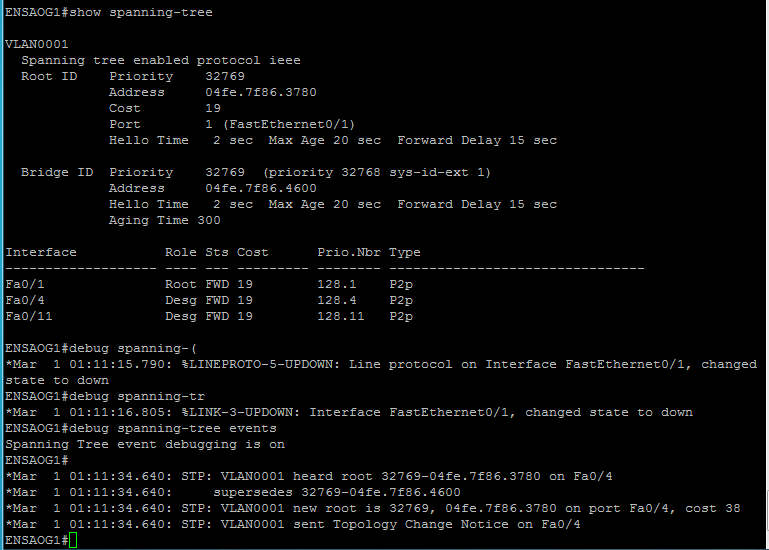 ENSAOG1#show spanning-tree

VLAN0001
  Spanning tree enabled protocol ieee
  Root ID    Priority    32769
             Address     04fe.7f86.3780
             Cost        19
             Port        1 (FastEthernet0/1)
             Hello Time   2 sec  Max Age 20 sec  Forward Delay 15 sec

  Bridge ID  Priority    32769  (priority 32768 sys-id-ext 1)
             Address     04fe.7f86.4600
             Hello Time   2 sec  Max Age 20 sec  Forward Delay 15 sec
             Aging Time 300

Interface           Role Sts Cost      Prio.Nbr Type
------------------- ---- --- --------- -------- --------------------------------
Fa0/1               Root FWD 19        128.1    P2p
Fa0/4               Desg FWD 19        128.4    P2p
Fa0/11              Desg FWD 19        128.11   P2p

ENSAOG1#debug spanning-(
*Mar  1 01:11:15.790: %LINEPROTO-5-UPDOWN: Line protocol on Interface FastEthernet0/1, changed
state to down
ENSAOG1#debug spanning-tr
*Mar  1 01:11:16.805: %LINK-3-UPDOWN: Interface FastEthernet0/1, changed state to down
ENSAOG1#debug spanning-tree events
Spanning Tree event debugging is on
ENSAOG1#
*Mar  1 01:11:34.640: STP: VLAN0001 heard root 32769-04fe.7f86.3780 on Fa0/4
*Mar  1 01:11:34.640:     supersedes 32769-04fe.7f86.4600
*Mar  1 01:11:34.640: STP: VLAN0001 new root is 32769, 04fe.7f86.3780 on port Fa0/4, cost 38
*Mar  1 01:11:34.640: STP: VLAN0001 sent Topology Change Notice on Fa0/4
ENSAOG1#